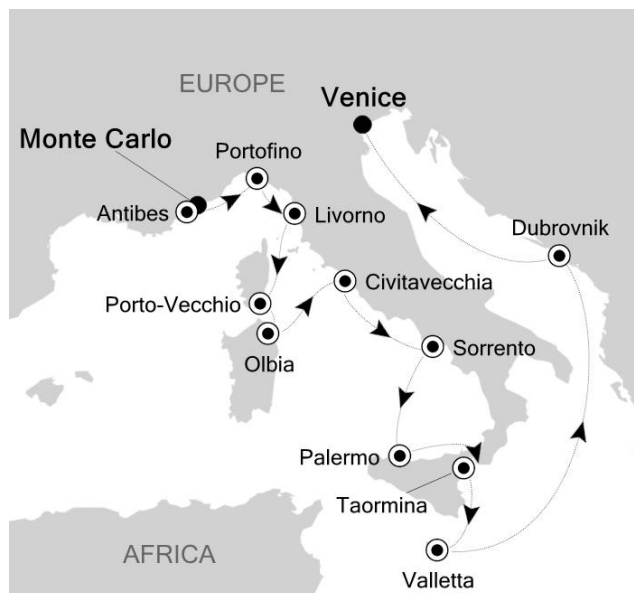 EUROPE
Venice
Monte Carlo
Portofino
Antibes
Livorno
Dubrovnik
Civitavecchia
Porto-Vecchio
Olbia
Sorrento
Palermo
Taormina
AFRICA
Valletta